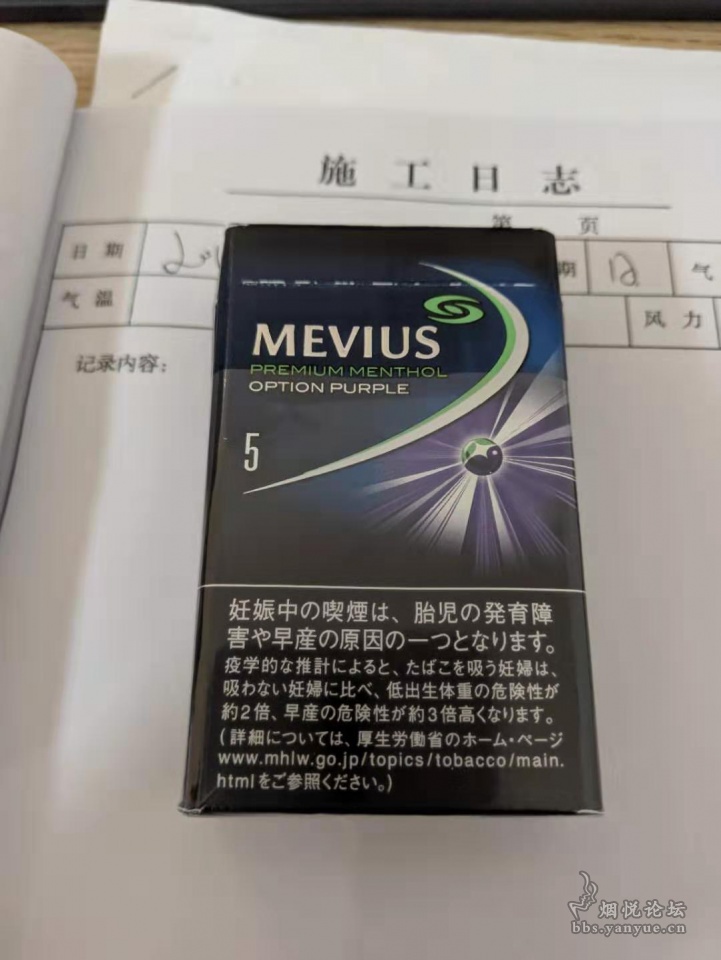 施工日志
第 页
日期
期 12 气
气温
风力
记录内容：
MEVIUS
PREMIUM MENTHOL
OPTION PURPLE
5
妊娠中の喫煙は、胎児の発育障
害や早産の原因の一つとなります。
疫学的な推計によると、たばこを吸う妊婦は、
吸わない妊婦に比べ、低出生体重の危険性が
約2倍、早産の危険性が約3倍高くなります。
(詳細については、厚生労働省のホーム・ページ
www.mhlw.go.jp/topics/tobacco/main.
htmlをご参照ください。)
烟悦论坛
bbs.yanyue.cn